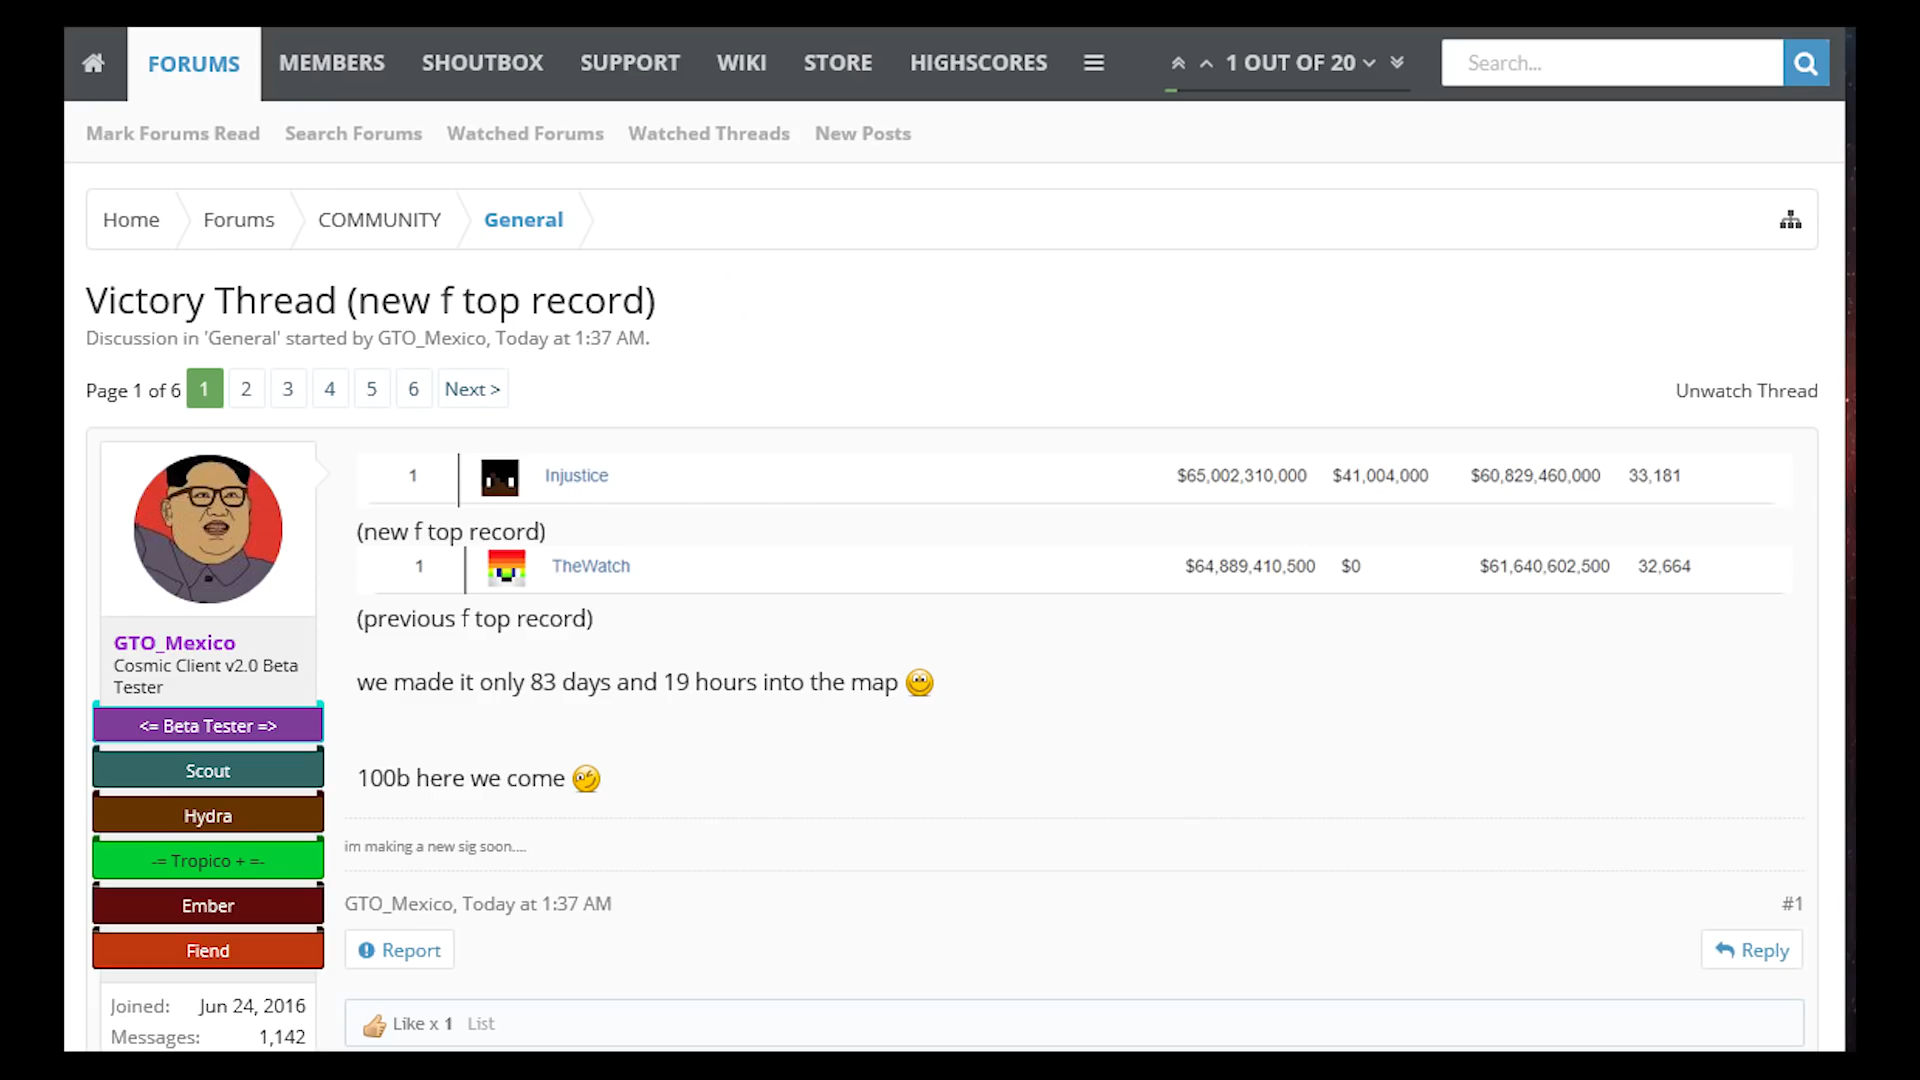 FORUMS MEMBERS SHOUTBOX SUPPORT WIKI STORE HIGHSCORES 1 OUT OF 20 Search...
Mark Forums Read Search Forums Watched Forums Watched Threads New Posts
Home Forums COMMUNITY General
Victory Thread (new f top record)
Discussion in 'General' started by GTO_Mexico, Today at 1:37 AM.
Page 1 of 6 1 2 3 4 5 6 Next > Unwatch Thread
1 Injustice $65,002,310,000 $41,004,000 $60,829,460,000 33,181
(new f top record)
1 TheWatch $64,889,410,500 $0 $61,640,602,500 32,664
(previous f top record)
we made it only 83 days and 19 hours into the map
100b here we come
im making a new sig soon....
GTO_Mexico, Today at 1:37 AM #1
Report Reply
Like x 1 List
GTO_Mexico
Cosmic Client v2.0 Beta
Tester
<= Beta Tester =>
Scout
Hydra
-= Tropico + =-
Ember
Fiend
Joined: Jun 24, 2016
Messages: 1,142